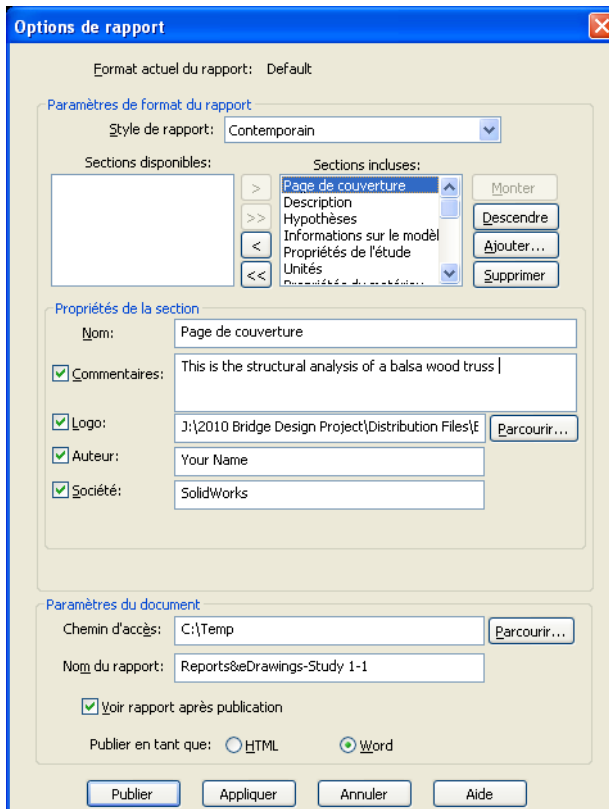 Options de rapport
Format actuel du rapport: Default
Paramètres de format du rapport
Style de rapport: Contemporain
Sections disponibles:
Sections incluses:
>
>>
<
<<
Page de couverture
Description
Hypothèses
Informations sur le modèl
Propriétés de l'étude
Unités
Propriétés du matériau
Monter
Descendre
Ajouter...
Supprimer
Propriétés de la section
Nom: Page de couverture
Commentaires: This is the structural analysis of a balsa wood truss
Logo: J:\2010 Bridge Design Project\Distribution Files\E Parcourir...
Auteur: Your Name
Société: SolidWorks
Paramètres du document
Chemin d'accès: C:\Temp Parcourir...
Nom du rapport: Reports&eDrawings-Study 1-1
Voir rapport après publication
Publier en tant que: HTML Word
Publier Appliquer Annuler Aide